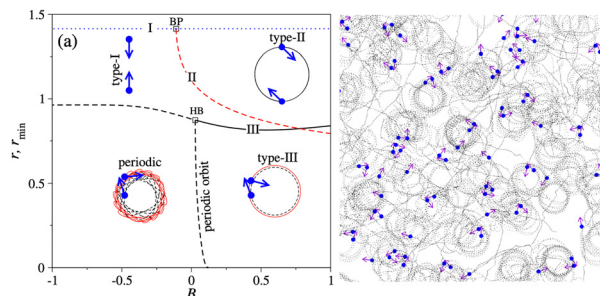 (a)
I
BP
type-I
type-II
II
HB
III
periodic
periodic orbit
type-III
r, r min
1.5
1
0.5
0
-1
-0.5
0
0.5
1